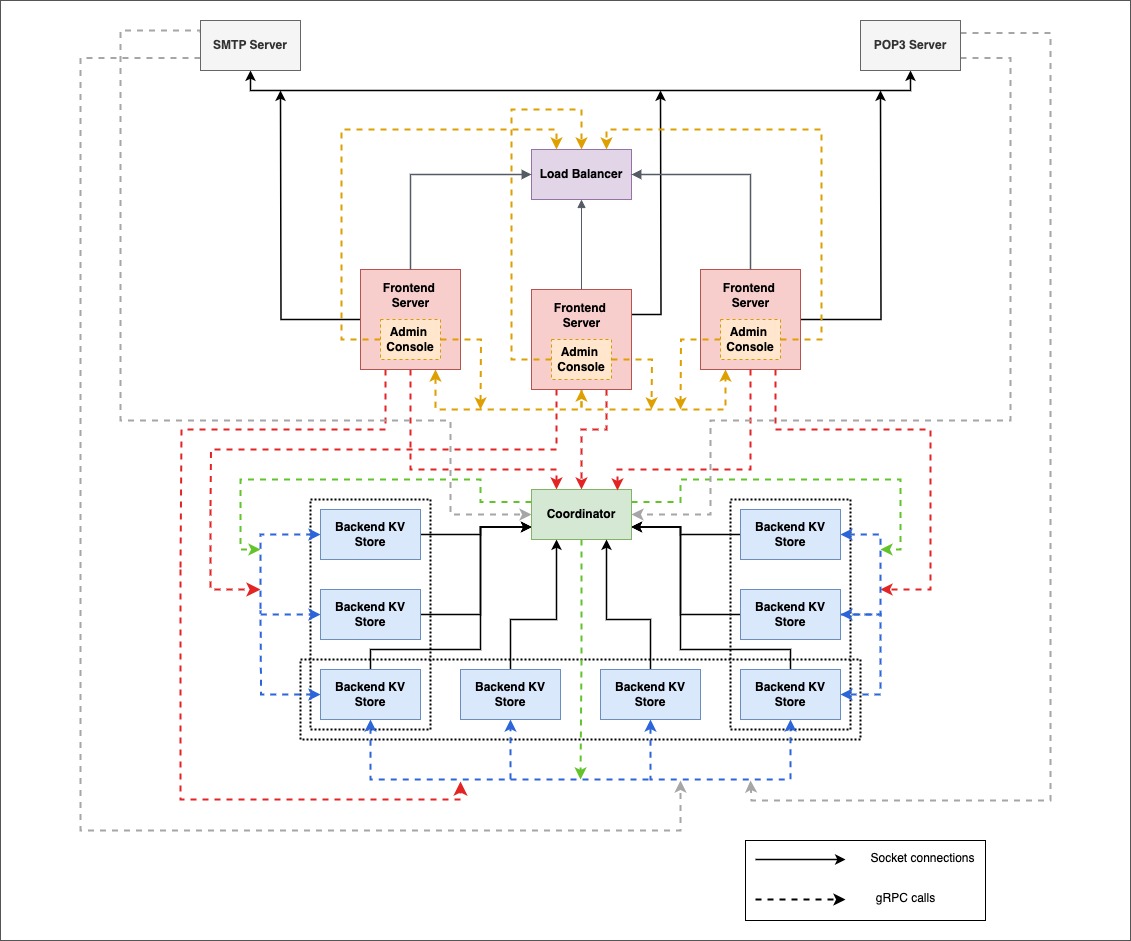 SMTP Server
POP3 Server
Load Balancer
Frontend
Server
Admin
Console
Frontend
Server
Admin
Console
Frontend
Server
Admin
Console
Coordinator
Backend KV
Store
Backend KV
Store
Backend KV
Store
Backend KV
Store
Backend KV
Store
Backend KV
Store
Backend KV
Store
Backend KV
Store
Socket connections
gRPC calls